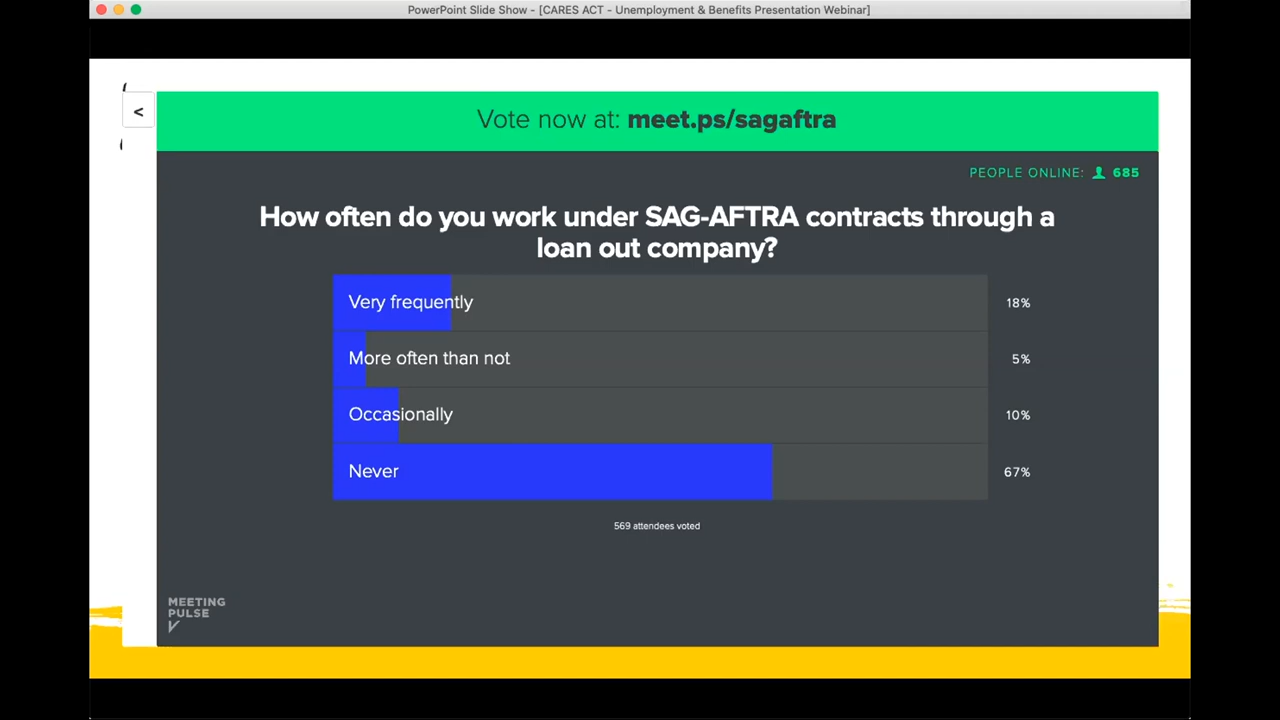 PowerPoint Slide Show - [CARES ACT - Unemployment & Benefits Presentation Webinar]
<
Vote now at: meet.ps/sagaftra
PEOPLE ONLINE: 685
How often do you work under SAG-AFTRA contracts through a
loan out company?
Very frequently 18%
More often than not 5%
Occasionally 10%
Never 67%
569 attendees voted
MEETING
PULSE